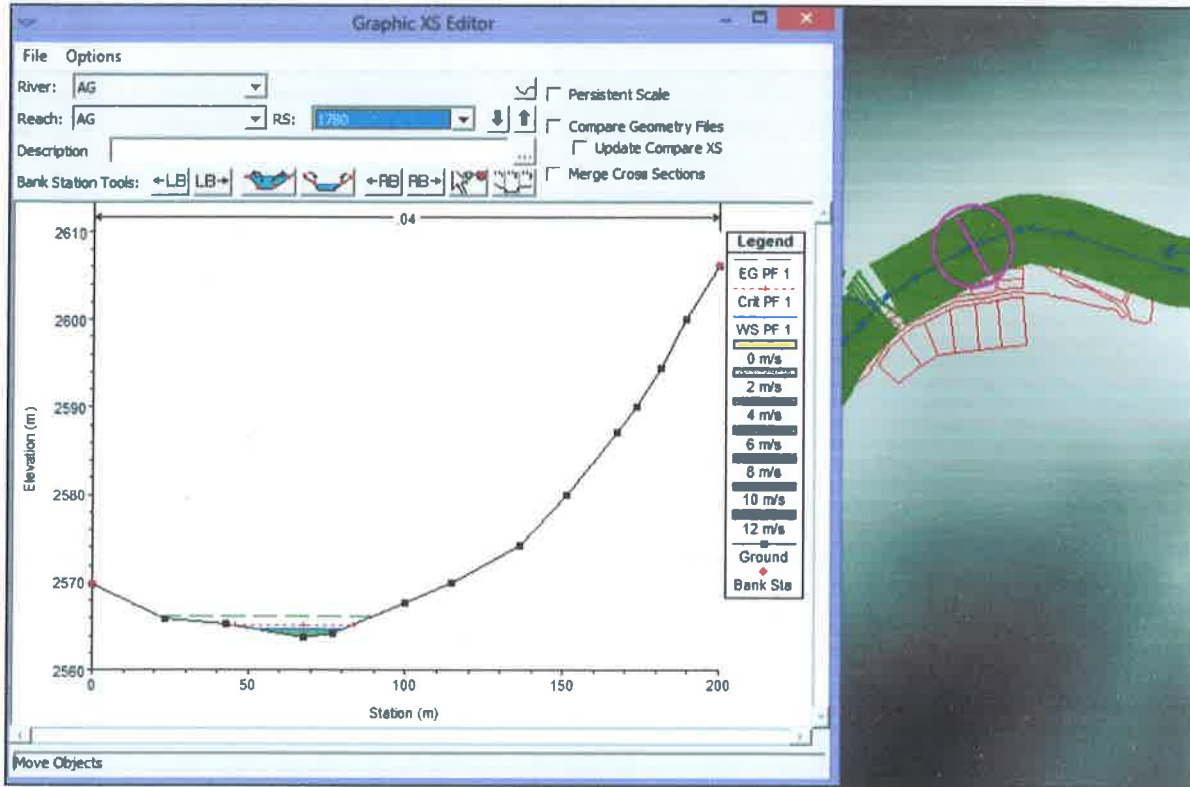 Graphic XS Editor
File Options
River: AG
Reach: AG RS: 1780
Description
...
Bank Station Tools: ←LB LB→ ←RB RB→
Persistent Scale
Compare Geometry Files
Update Compare XS
Merge Cross Sections
.04
2610
2600
2590
2580
2570
2560
Elevation (m)
0 50 100 150 200
Station (m)
Legend
EG PF 1
Crit PF 1
WS PF 1
0 m/s
2 m/s
4 m/s
6 m/s
8 m/s
10 m/s
12 m/s
Ground
Bank Sta
Move Objects